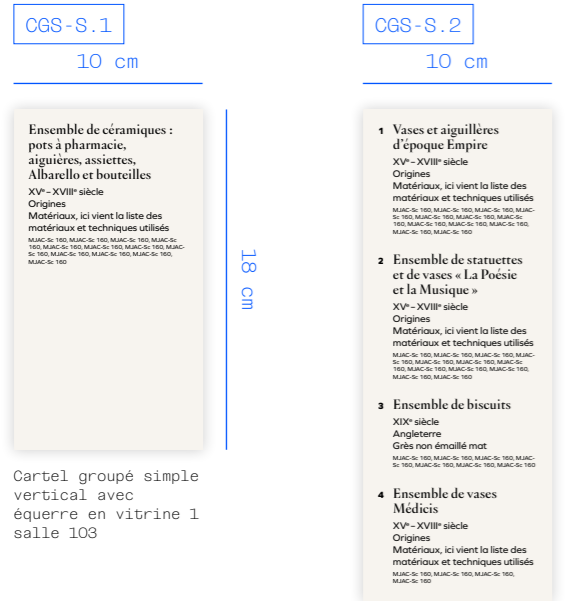 CGS-S.1
10 cm
Ensemble de céramiques :
pots à pharmacie,
aiguières, assiettes,
Albarello et bouteilles
XVᵉ – XVIIIᵉ siècle
Origines
Matériaux, ici vient la liste des
matériaux et techniques utilisés
MJAC-Sc 160, MJAC-Sc 160, MJAC-Sc 160, MJAC-Sc
160, MJAC-Sc 160, MJAC-Sc 160, MJAC-Sc 160, MJAC-
Sc 160, MJAC-Sc 160, MJAC-Sc 160, MJAC-Sc 160,
MJAC-Sc 160
18 cm
Cartel groupé simple
vertical avec
équerre en vitrine 1
salle 103
CGS-S.2
10 cm
1 Vases et aiguillères
d’époque Empire
XVᵉ – XVIIIᵉ siècle
Origines
Matériaux, ici vient la liste des
matériaux et techniques utilisés
MJAC-Sc 160, MJAC-Sc 160, MJAC-Sc 160, MJAC-
Sc 160, MJAC-Sc 160, MJAC-Sc 160, MJAC-Sc
160, MJAC-Sc 160, MJAC-Sc 160, MJAC-Sc 160,
MJAC-Sc 160, MJAC-Sc 160
2 Ensemble de statuettes
et de vases « La Poésie
et la Musique »
XVᵉ – XVIIIᵉ siècle
Origines
Matériaux, ici vient la liste des
matériaux et techniques utilisés
MJAC-Sc 160, MJAC-Sc 160, MJAC-Sc 160, MJAC-
Sc 160, MJAC-Sc 160, MJAC-Sc 160, MJAC-Sc
160, MJAC-Sc 160, MJAC-Sc 160, MJAC-Sc 160,
MJAC-Sc 160, MJAC-Sc 160
3 Ensemble de biscuits
XIXᵉ siècle
Angleterre
Grès non émaillé mat
MJAC-Sc 160, MJAC-Sc 160, MJAC-Sc 160, MJAC-
Sc 160, MJAC-Sc 160, MJAC-Sc 160, MJAC-Sc 160
4 Ensemble de vases
Médicis
XVᵉ – XVIIIᵉ siècle
Origines
Matériaux, ici vient la liste des
matériaux et techniques utilisés
MJAC-Sc 160, MJAC-Sc 160, MJAC-Sc 160,
MJAC-Sc 160